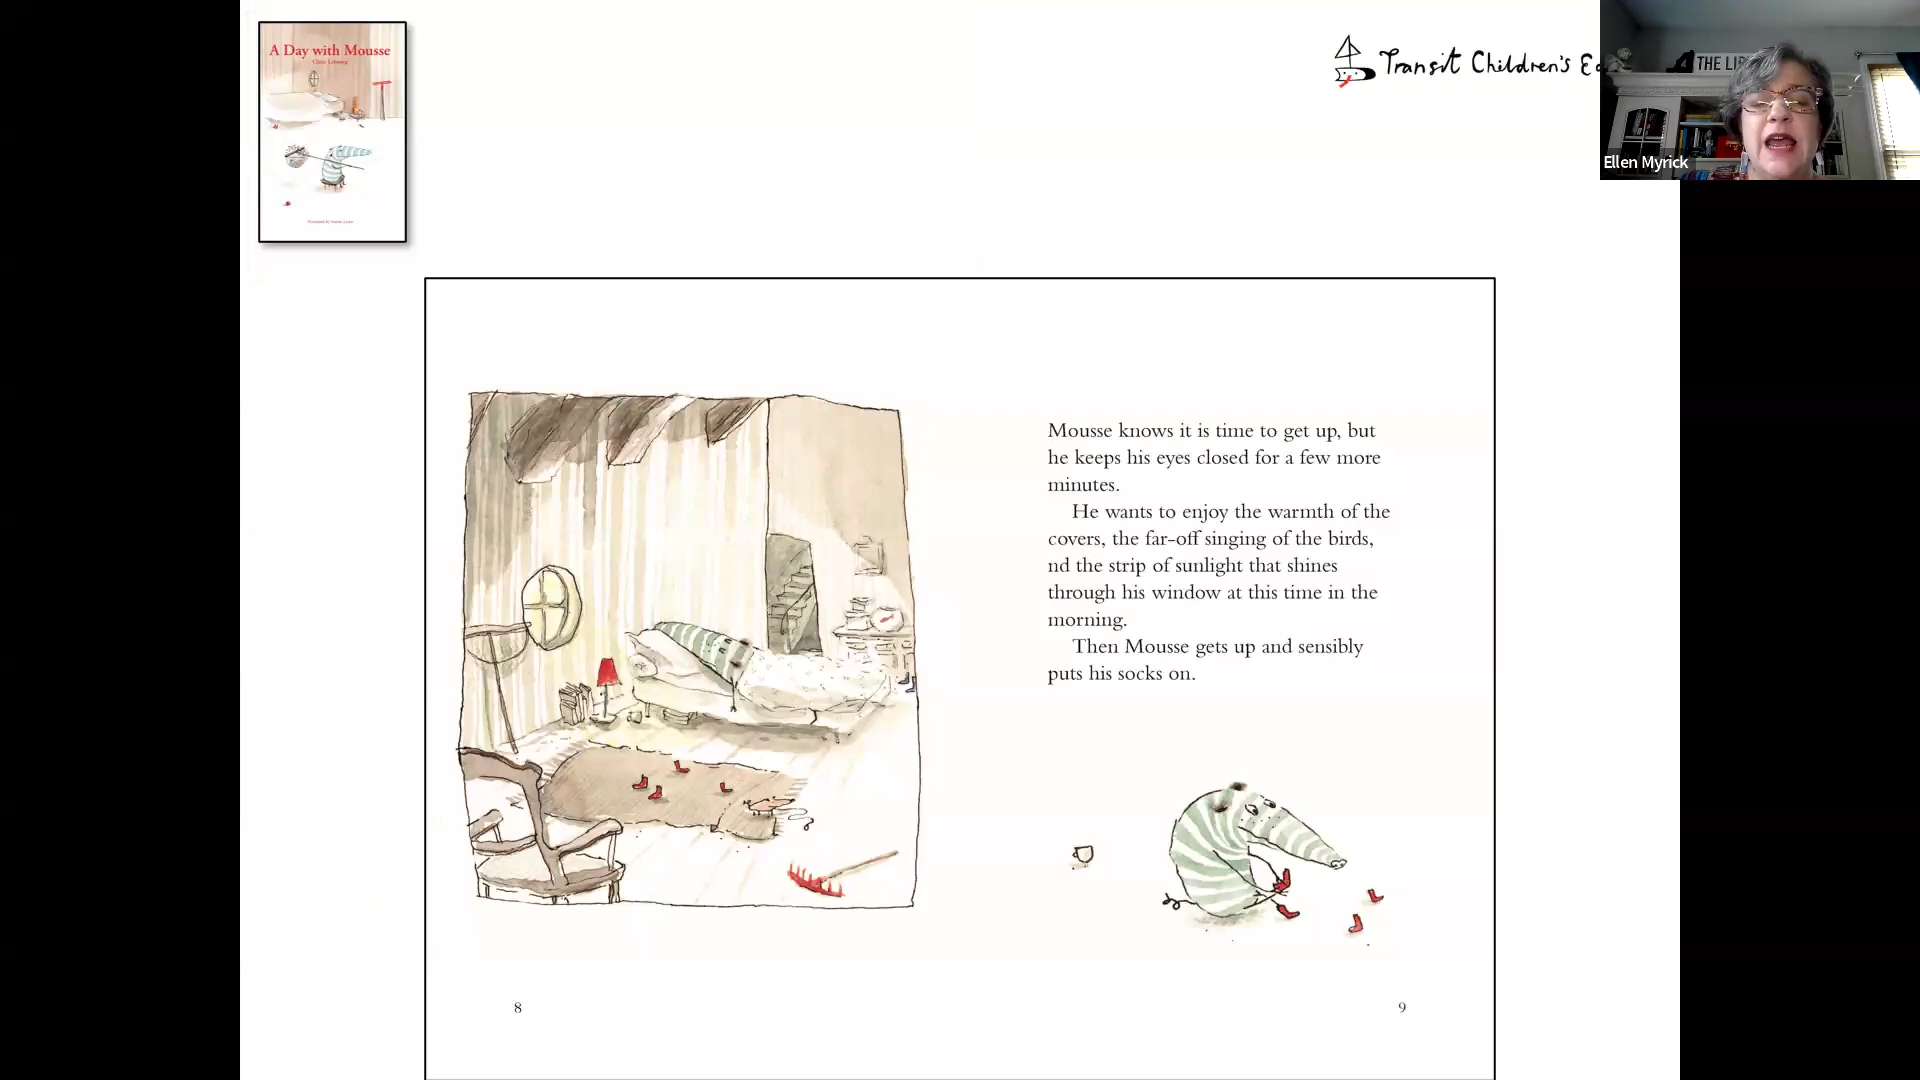 A Day with Mousse
Claire Lebourg
Transit Children's E
THE LI
Ellen Myrick
Mousse knows it is time to get up, but
he keeps his eyes closed for a few more
minutes.
He wants to enjoy the warmth of the
covers, the far-off singing of the birds,
nd the strip of sunlight that shines
through his window at this time in the
morning.
Then Mousse gets up and sensibly
puts his socks on.
8
9